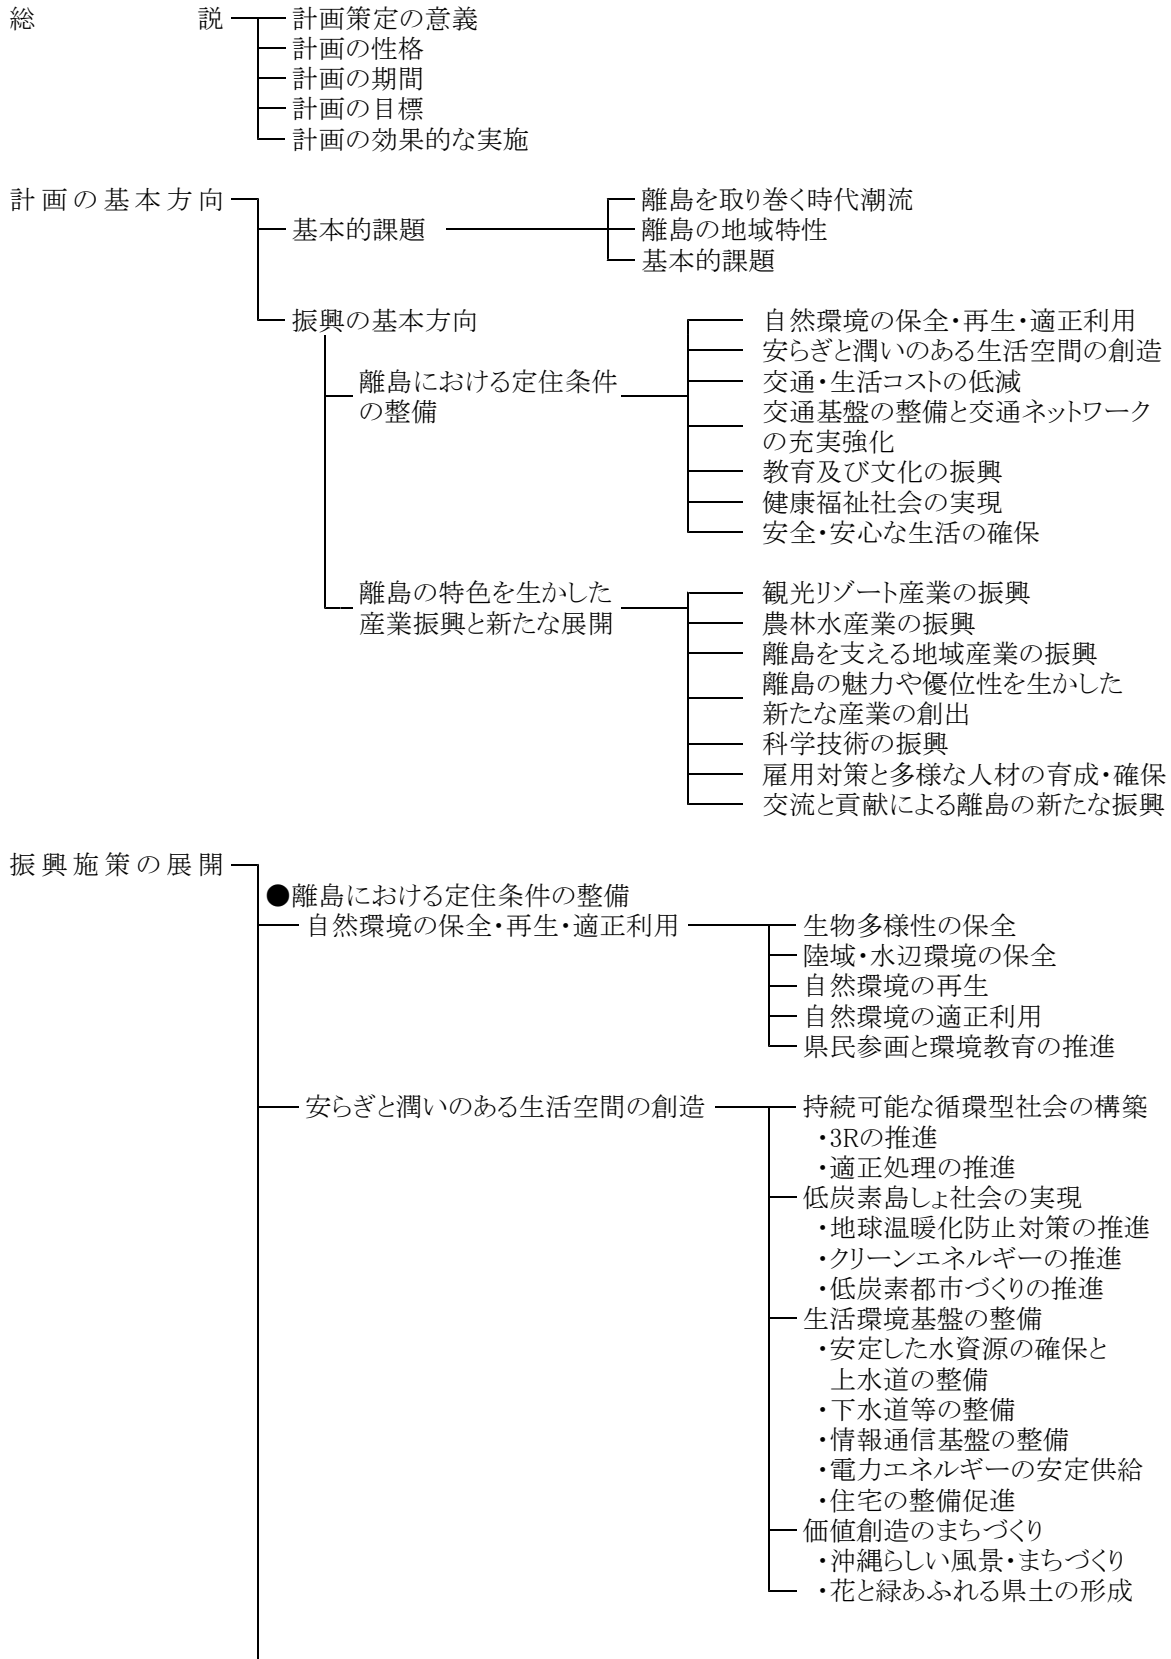 総　説
計画策定の意義
計画の性格
計画の期間
計画の目標
計画の効果的な実施
計画の基本方向
基本的課題
離島を取り巻く時代潮流
離島の地域特性
基本的課題
振興の基本方向
離島における定住条件
の整備
自然環境の保全・再生・適正利用
安らぎと潤いのある生活空間の創造
交通・生活コストの低減
交通基盤の整備と交通ネットワーク
の充実強化
教育及び文化の振興
健康福祉社会の実現
安全・安心な生活の確保
離島の特色を生かした
産業振興と新たな展開
観光リゾート産業の振興
農林水産業の振興
離島を支える地域産業の振興
離島の魅力や優位性を生かした
新たな産業の創出
科学技術の振興
雇用対策と多様な人材の育成・確保
交流と貢献による離島の新たな振興
振興施策の展開
●離島における定住条件の整備
自然環境の保全・再生・適正利用
生物多様性の保全
陸域・水辺環境の保全
自然環境の再生
自然環境の適正利用
県民参画と環境教育の推進
安らぎと潤いのある生活空間の創造
持続可能な循環型社会の構築
・3Rの推進
・適正処理の推進
低炭素島しょ社会の実現
・地球温暖化防止対策の推進
・クリーンエネルギーの推進
・低炭素都市づくりの推進
生活環境基盤の整備
・安定した水資源の確保と
上水道の整備
・下水道等の整備
・情報通信基盤の整備
・電力エネルギーの安定供給
・住宅の整備促進
価値創造のまちづくり
・沖縄らしい風景・まちづくり
・花と緑あふれる県土の形成